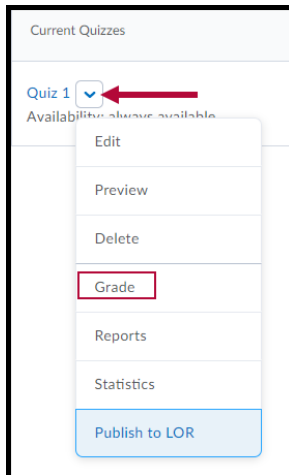 Current Quizzes
Quiz 1
Availability: always available
Edit
Preview
Delete
Grade
Reports
Statistics
Publish to LOR